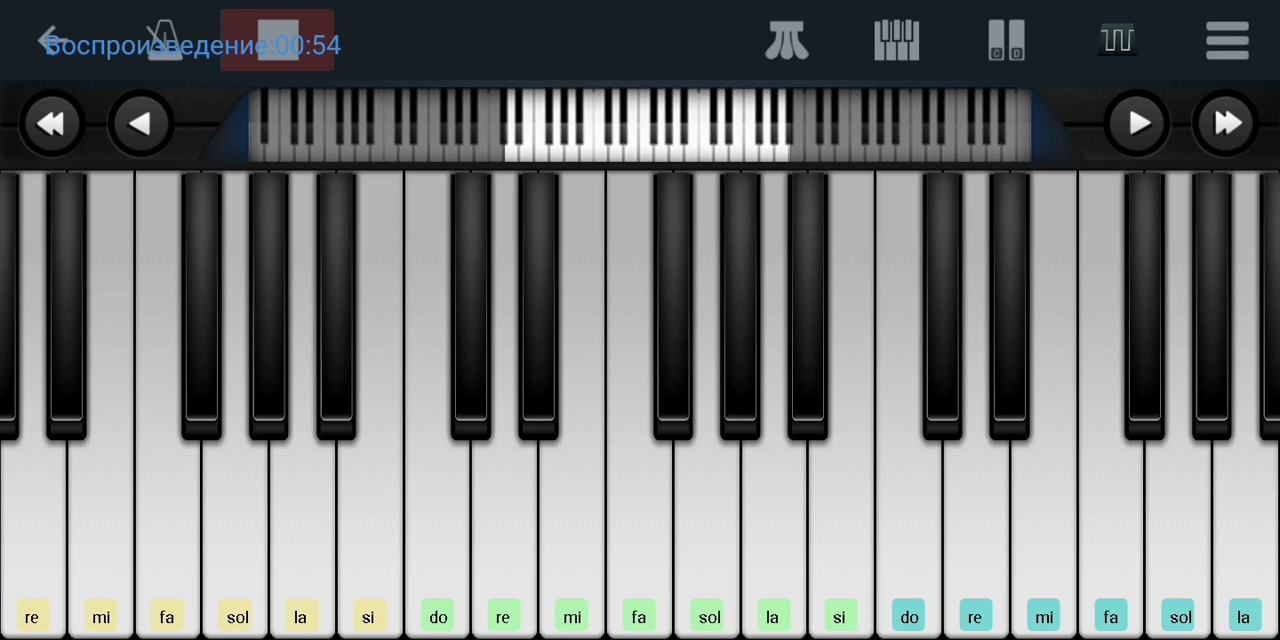 Воспроизведение:00:54
C D
re mi fa sol la si do re mi fa sol la si do re mi fa sol la